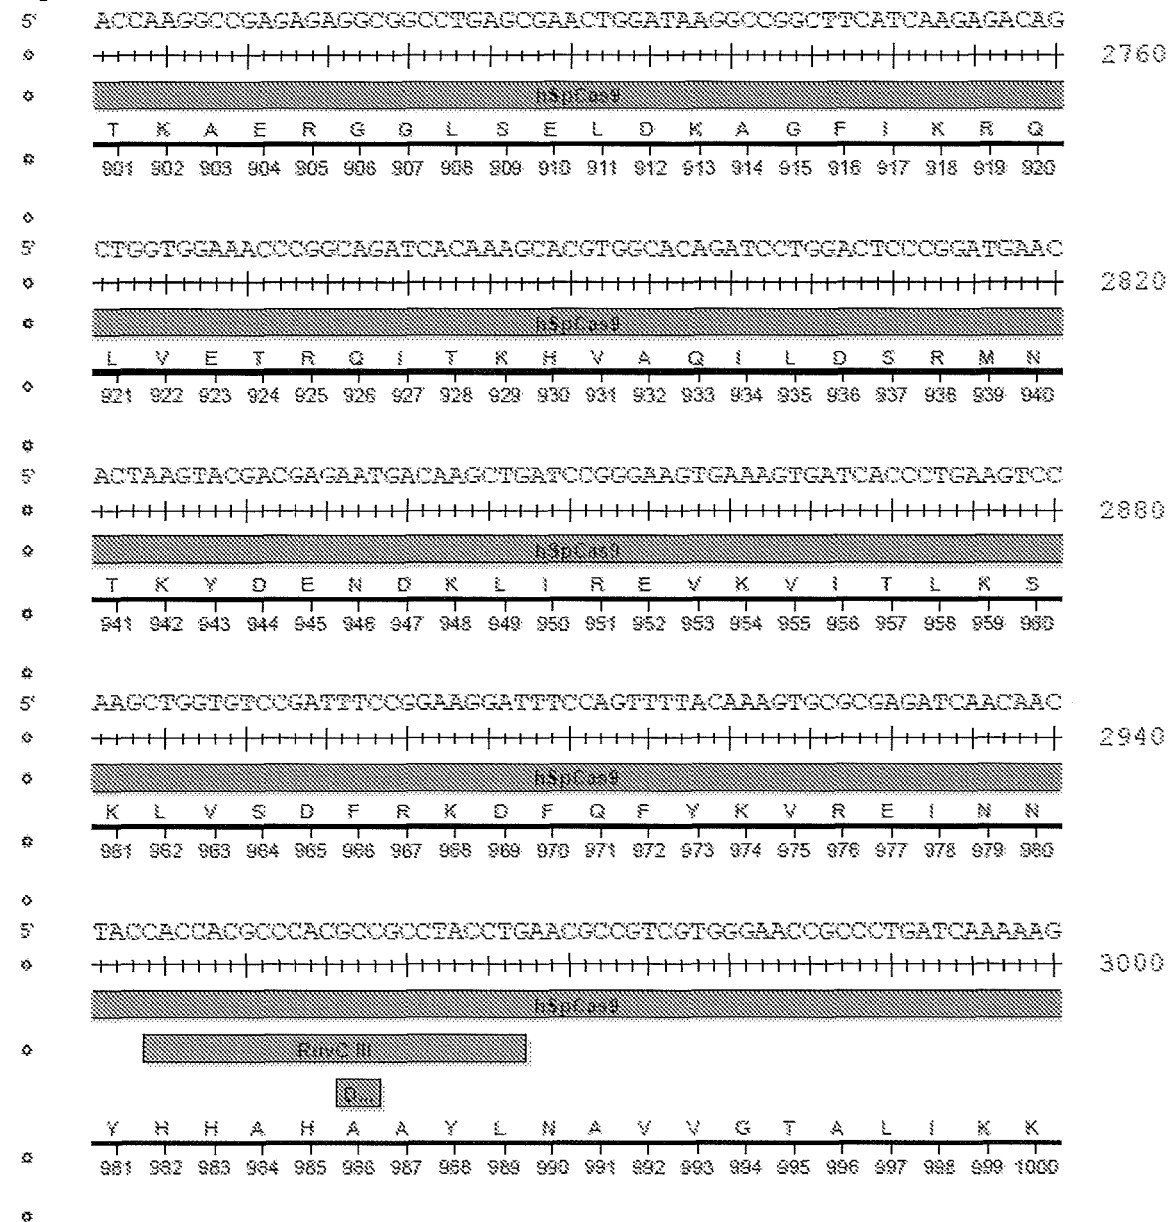 5' ACCAAGGCCGAGAGAGGCGGCCTGAGCGAACTGGATAAGGCCGGCTTCATCAAGAGACAG
2760
hSpCas9
T K A E R G G L S E L D K A G F I K R Q
901 902 903 904 905 906 907 908 909 910 911 912 913 914 915 916 917 918 919 920
5' CTGGTGGAAACCCGGCAGATCACAAAGCACGTGGCACAGATCCTGGACTCCCGGATGAAC
2820
hSpCas9
L V E T R Q I T K H V A Q I L D S R M N
921 922 923 924 925 926 927 928 929 930 931 932 933 934 935 936 937 938 939 940
5' ACTAAGTACGACGAGAATGACAAGCTGATCCGGGAAGTGAAAGTGATCACCCTGAAGTCC
2880
hSpCas9
T K Y D E N D K L I R E V K V I T L K S
941 942 943 944 945 946 947 948 949 950 951 952 953 954 955 956 957 958 959 960
5' AAGCTGGTGTCCGATTTCCGGAAGGATTTCCAGTTTTACAAAGTGCGCGAGATCAACAAC
2940
hSpCas9
K L V S D F R K D F Q F Y K V R E I N N
961 962 963 964 965 966 967 968 969 970 971 972 973 974 975 976 977 978 979 980
5' TACCACCACGCCCACGCCGCCTACCTGAACGCCGTCGTGGGAACCGCCCTGATCAAAAAG
3000
hSpCas9
RuvC III
D...
Y H H A H A A Y L N A V V G T A L I K K
981 982 983 984 985 986 987 988 989 990 991 992 993 994 995 996 997 998 999 1000